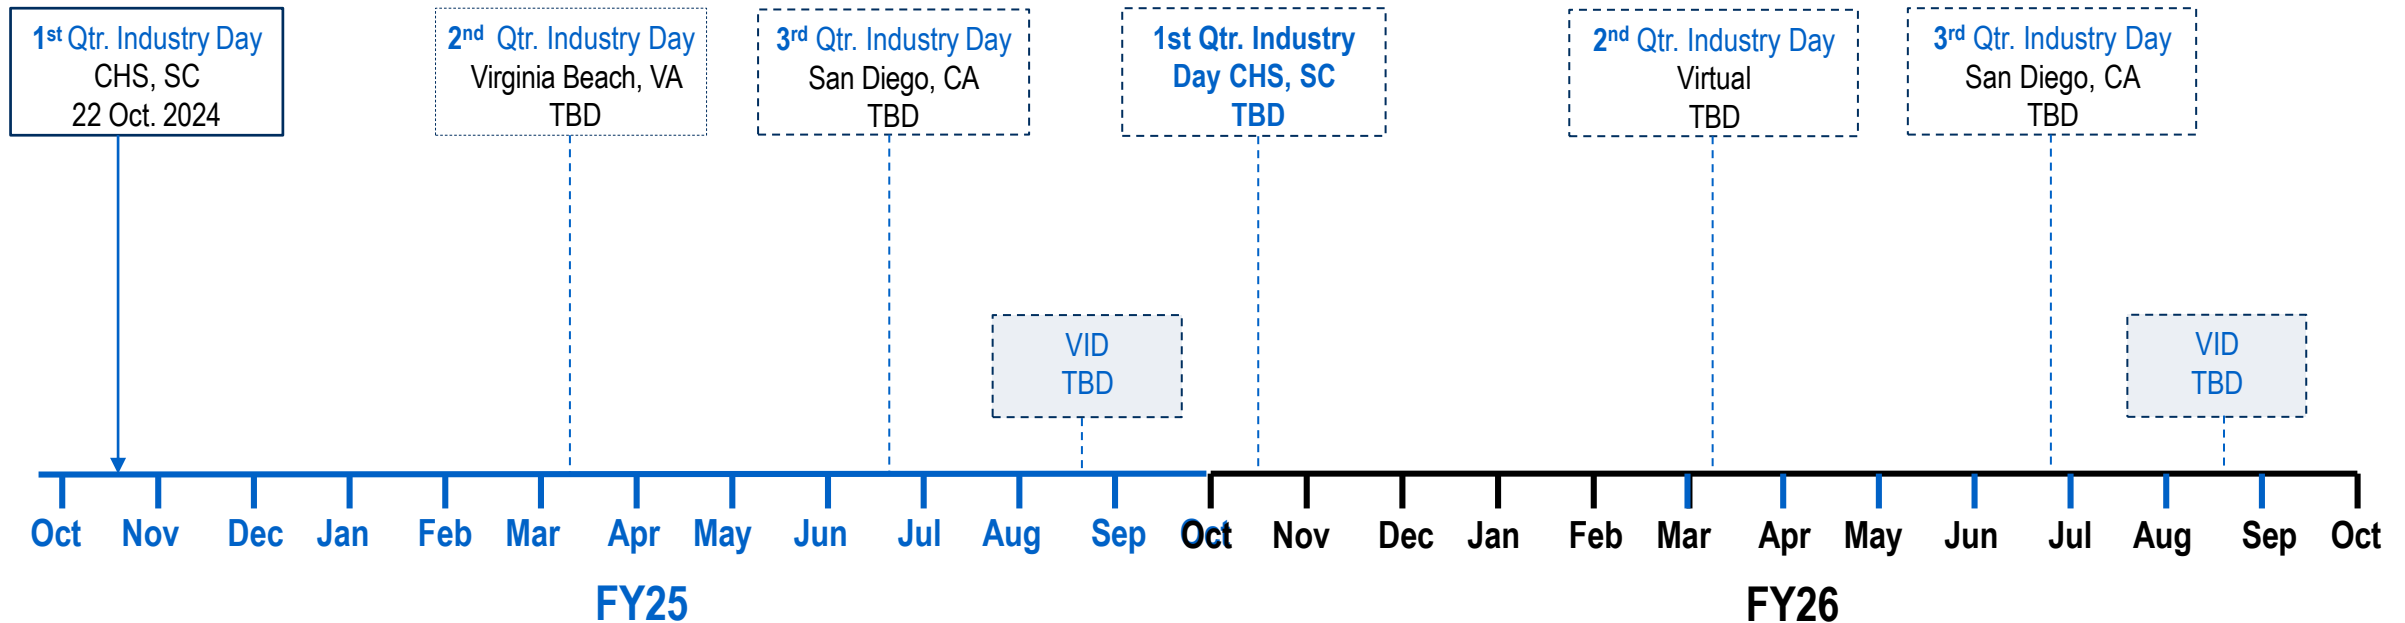 1st Qtr. Industry Day
CHS, SC
22 Oct. 2024
2nd Qtr. Industry Day
Virginia Beach, VA
TBD
3rd Qtr. Industry Day
San Diego, CA
TBD
1st Qtr. Industry
Day CHS, SC
TBD
2nd Qtr. Industry Day
Virtual
TBD
3rd Qtr. Industry Day
San Diego, CA
TBD
VID
TBD
VID
TBD
Oct Nov Dec Jan Feb Mar Apr May Jun Jul Aug Sep Oct
Oct Nov Dec Jan Feb Mar Apr May Jun Jul Aug Sep Oct
FY25
FY26